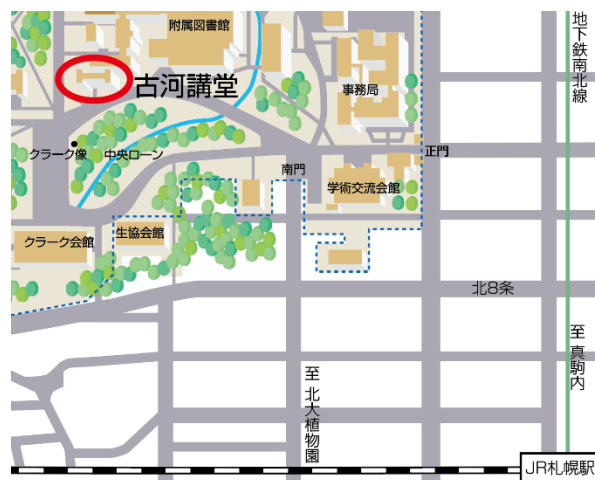 附属図書館
地下鉄南北線
古河講堂
事務局
クラーク像
中央ローン
南門
正門
学術交流会館
クラーク会館
生協会館
北8条
至 真駒内
至 北大植物園
JR札幌駅